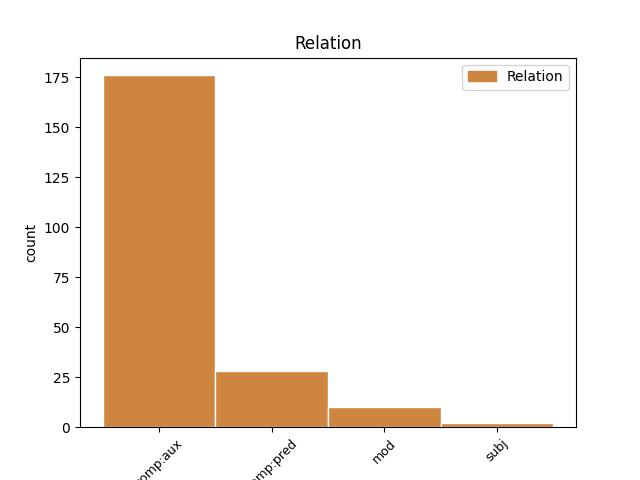 Relation
Relation
count
175
150
125
100
75
50
25
0
omp:aux
mp:pred
mod
subj